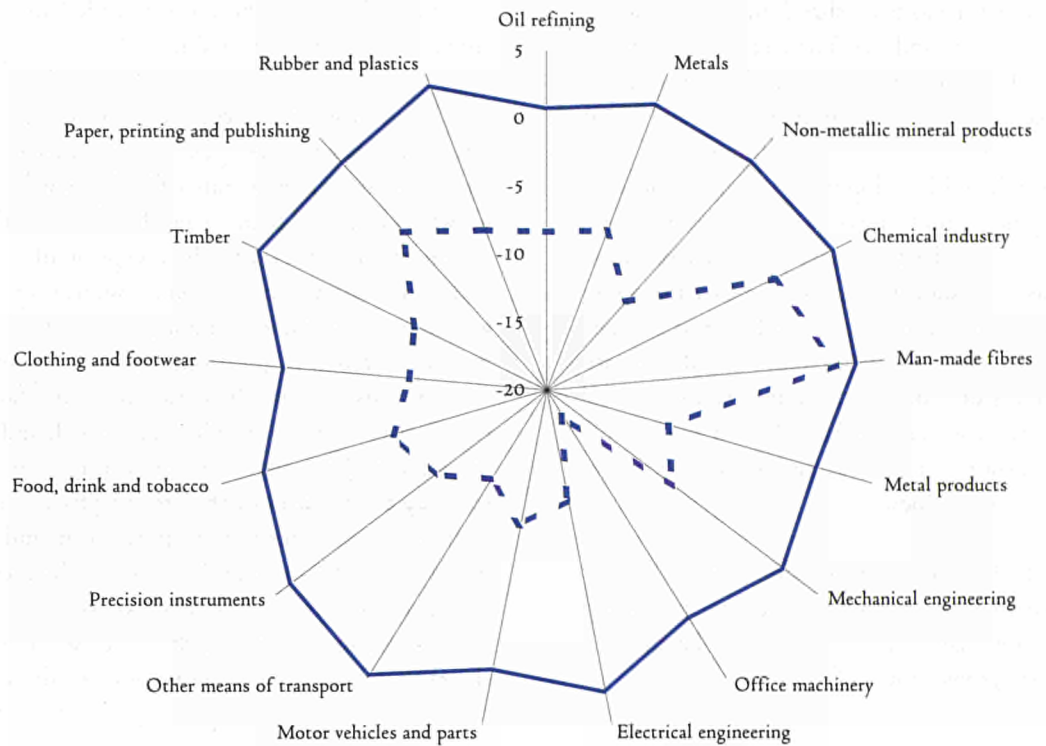 Oil refining
5
Rubber and plastics
Metals
0
Paper, printing and publishing
Non-metallic mineral products
-5
Timber
Chemical industry
-10
-15
Clothing and footwear
Man-made fibres
-20
Food, drink and tobacco
Metal products
Precision instruments
Mechanical engineering
Other means of transport
Office machinery
Motor vehicles and parts
Electrical engineering